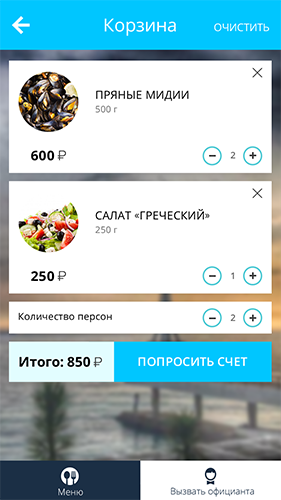 Корзина
ОЧИСТИТЬ
ПРЯНЫЕ МИДИИ
500 г
600 ₽
2
САЛАТ «ГРЕЧЕСКИЙ»
250 г
250 ₽
1
Количество персон
2
Итого: 850 ₽
ПОПРОСИТЬ СЧЕТ
Меню
Вызвать официанта